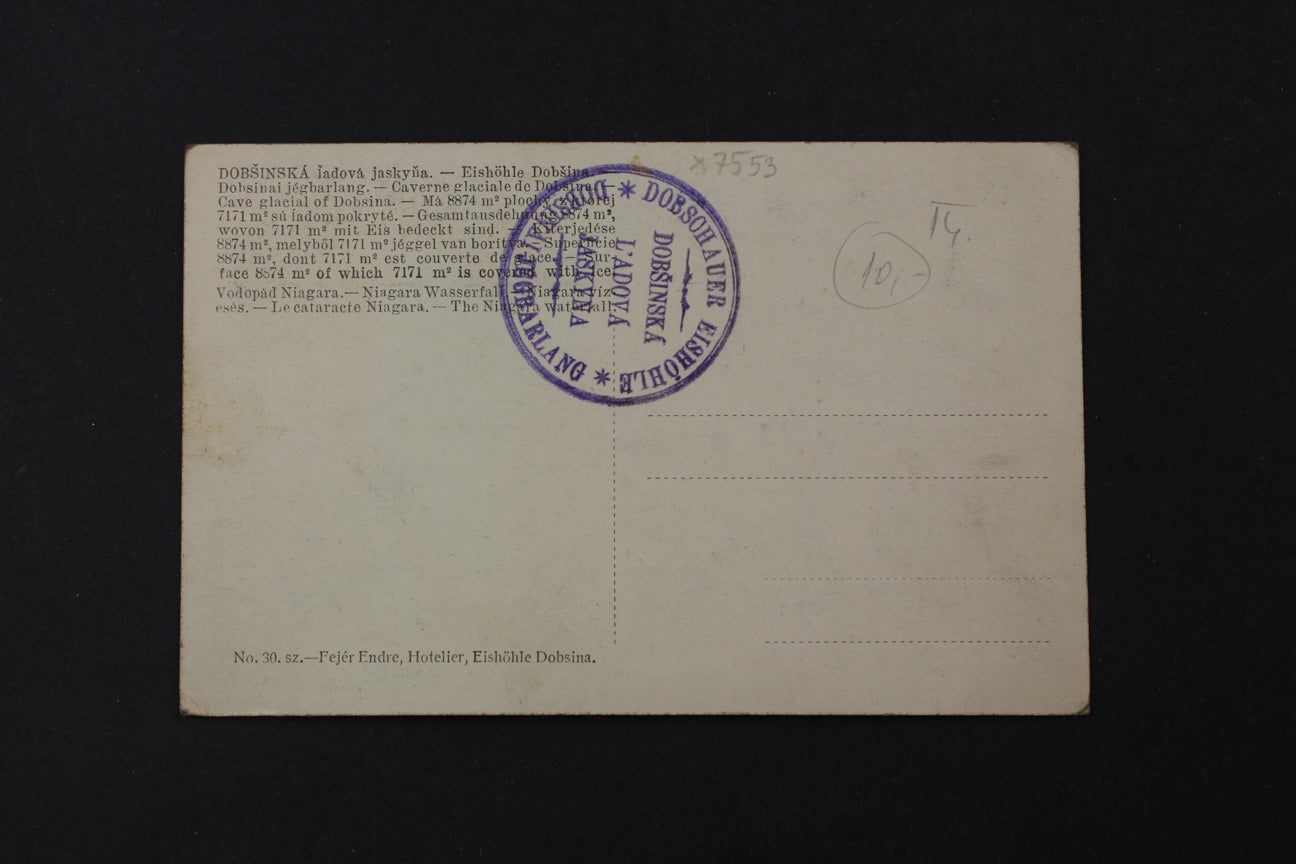 DOBŠINSKÁ ľadová jaskyňa. — Eishöhle Dobšina. —
Dobsinai jégbarlang. — Caverne glaciale de Dobsina. —
Cave glacial of Dobsina. — Má 8874 m² plochy, z ktorej
7171 m² sú ľadom pokryté. — Gesamtausdehnung 8874 m²,
wovon 7171 m² mit Eis bedeckt sind. — Kiterjedése
8874 m², melyből 7171 m² jéggel van borítva. — Superficie
8874 m², dont 7171 m² est couverte de glace. — Sur-
face 8874 m² of which 7171 m² is covered with ice.
Vodopád Niagara. — Niagara Wasserfall. — Niagara víz-
esés. — Le cataracte Niagara. — The Niagara waterfall.
DOBSINAI JÉGBARLANG * DOBSCHAUER EISHÖHLE *
DOBŠINSKÁ
L'ADOVÁ
JASKYŇA
*7553
10,-
No. 30. sz.—Fejér Endre, Hotelier, Eishöhle Dobsina.